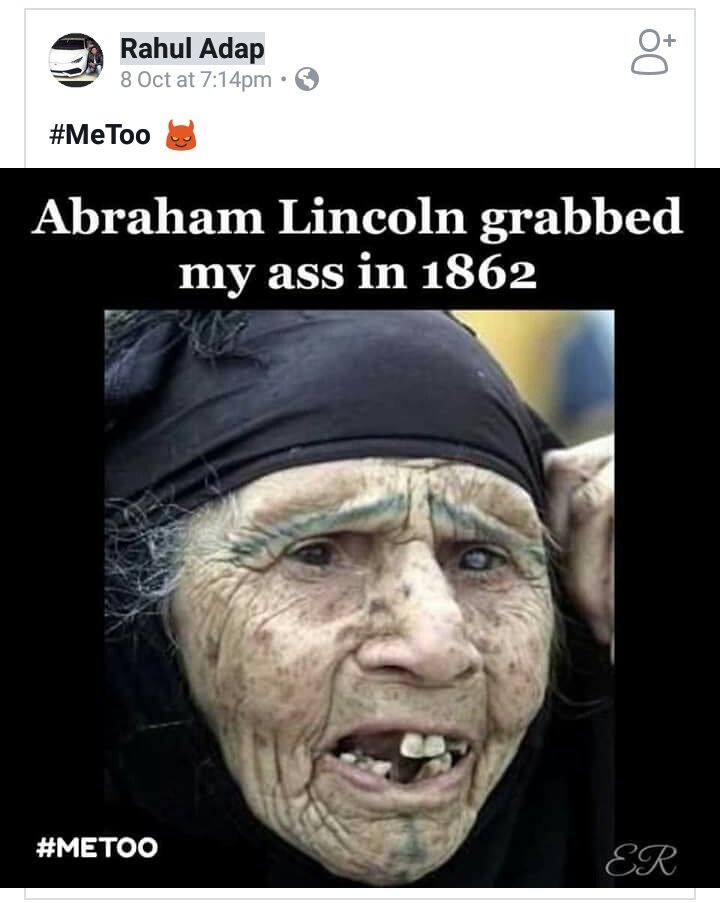 Rahul Adap
8 Oct at 7:14pm •
#MeToo 😈
Abraham Lincoln grabbed
my ass in 1862
#METOO
ER